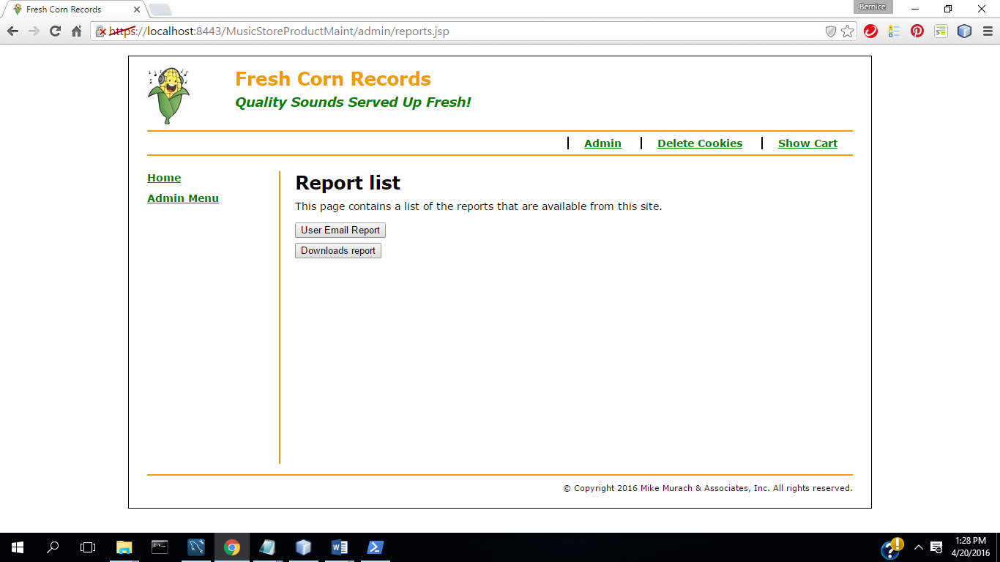 Fresh Corn Records
Bernice
https://localhost:8443/MusicStoreProductMaint/admin/reports.jsp
Fresh Corn Records
Quality Sounds Served Up Fresh!
Admin
Delete Cookies
Show Cart
Home
Admin Menu
Report list
This page contains a list of the reports that are available from this site.
User Email Report
Downloads report
© Copyright 2016 Mike Murach & Associates, Inc. All rights reserved.
1:28 PM
4/20/2016